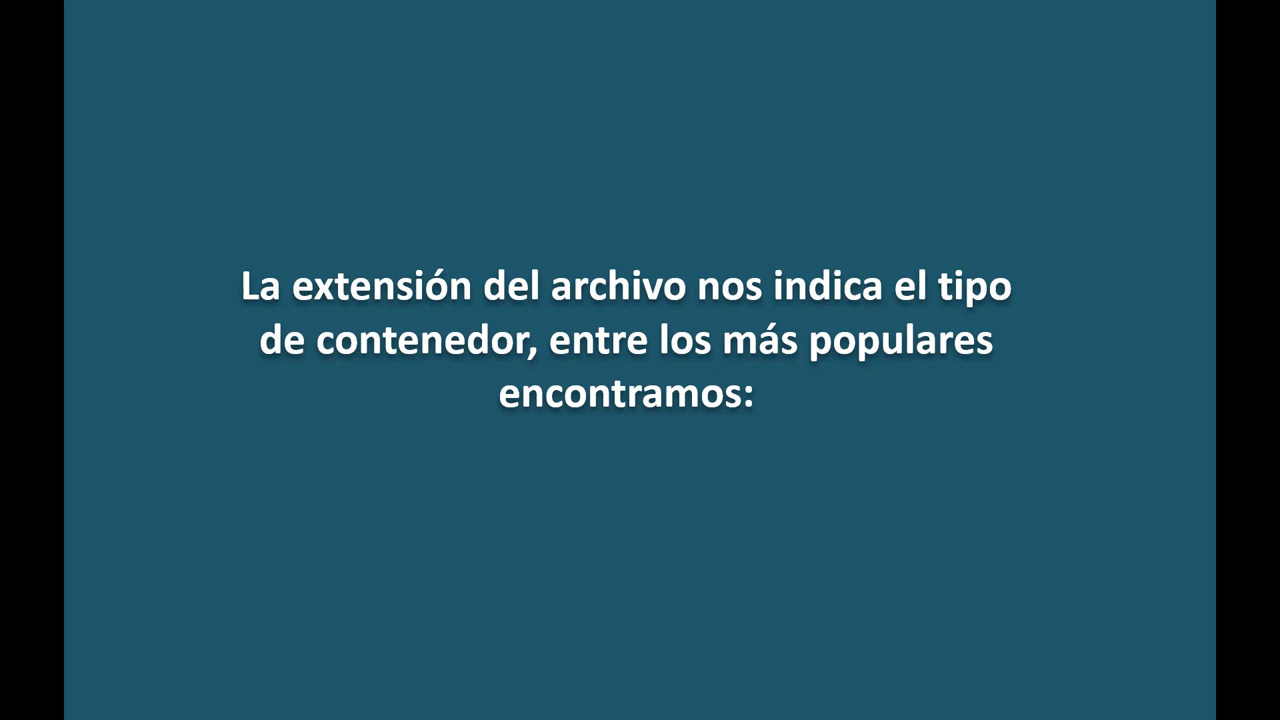 La extensión del archivo nos indica el tipo
de contenedor, entre los más populares
encontramos: